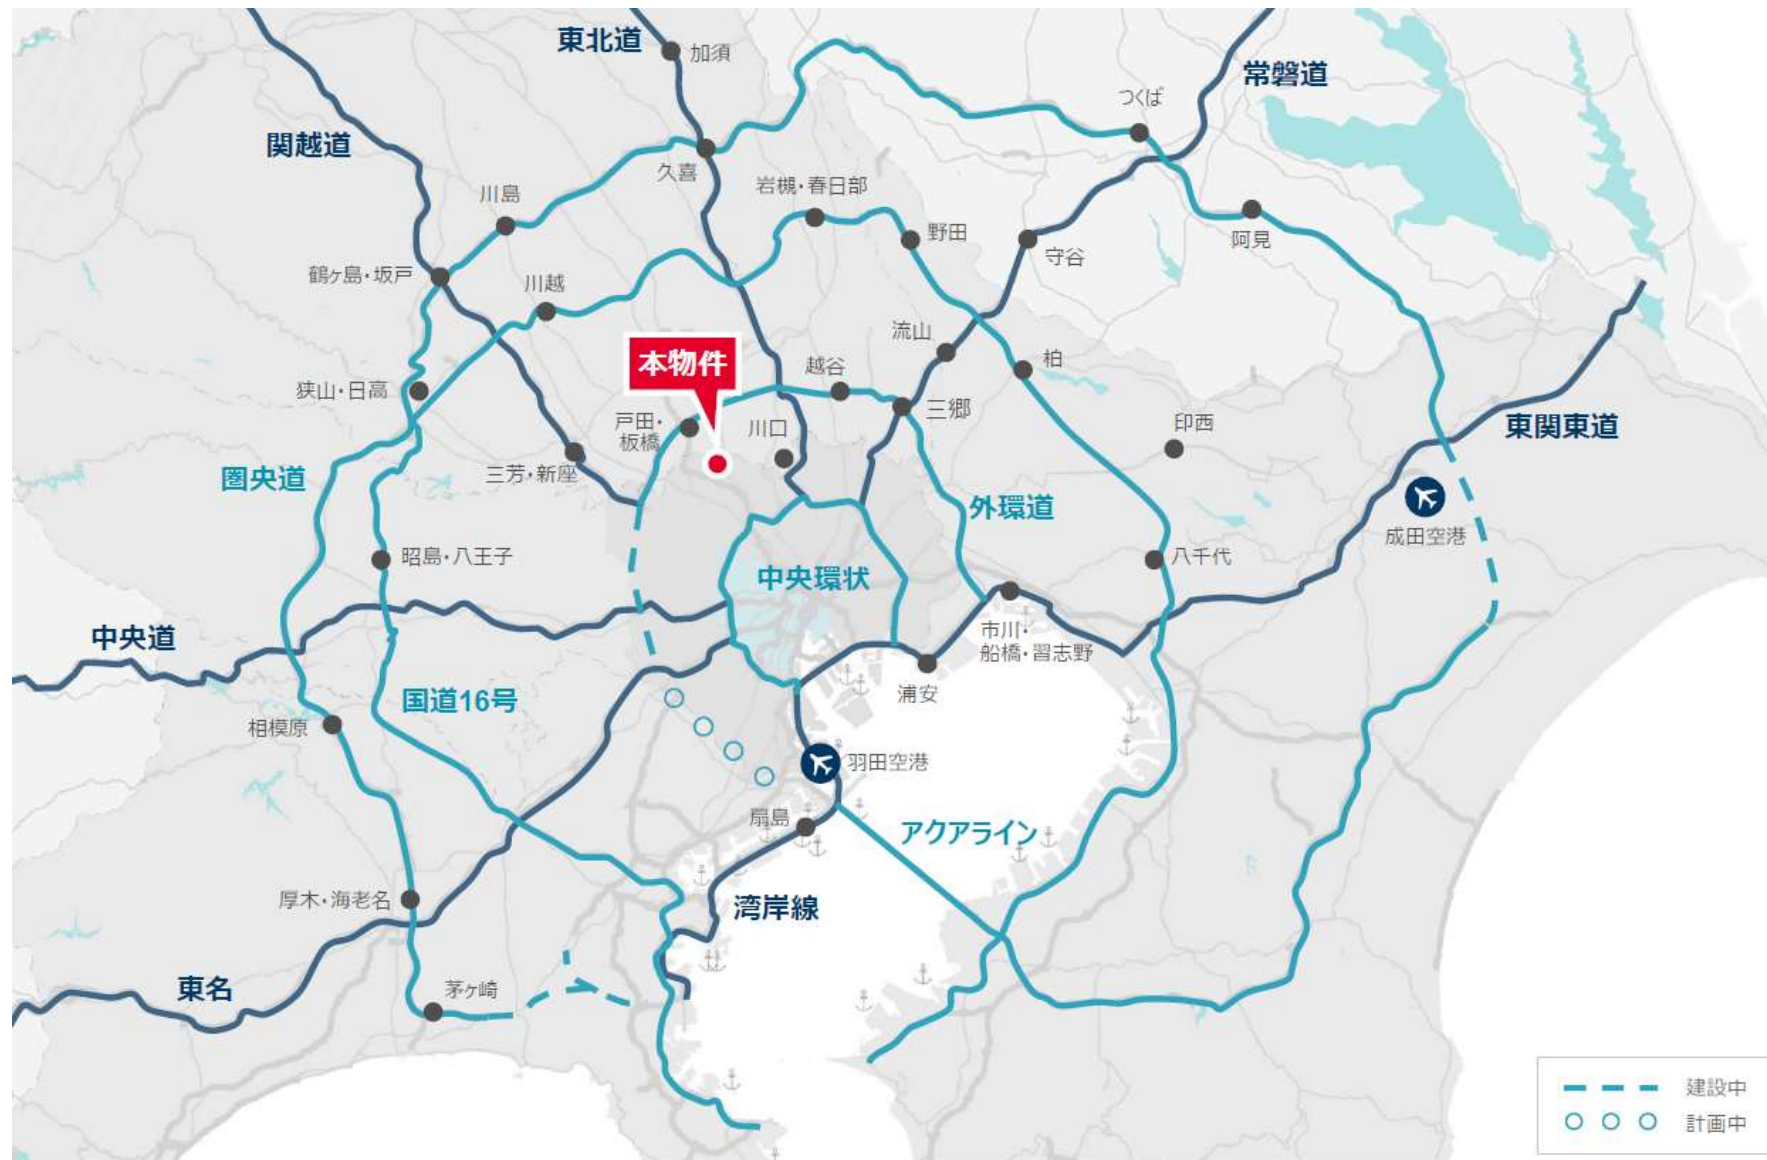 東北道
加須
常磐道
つくば
関越道
久喜
岩槻・春日部
川島
野田
守谷
阿見
鶴ヶ島・坂戸
川越
流山
本物件
越谷
柏
狭山・日高
戸田・
板橋
川口
三郷
印西
東関東道
圏央道
三芳・新座
外環道
成田空港
昭島・八王子
中央環状
八千代
中央道
市川・
船橋・習志野
浦安
国道16号
相模原
羽田空港
扇島
アクアライン
厚木・海老名
湾岸線
東名
茅ヶ崎
建設中
計画中